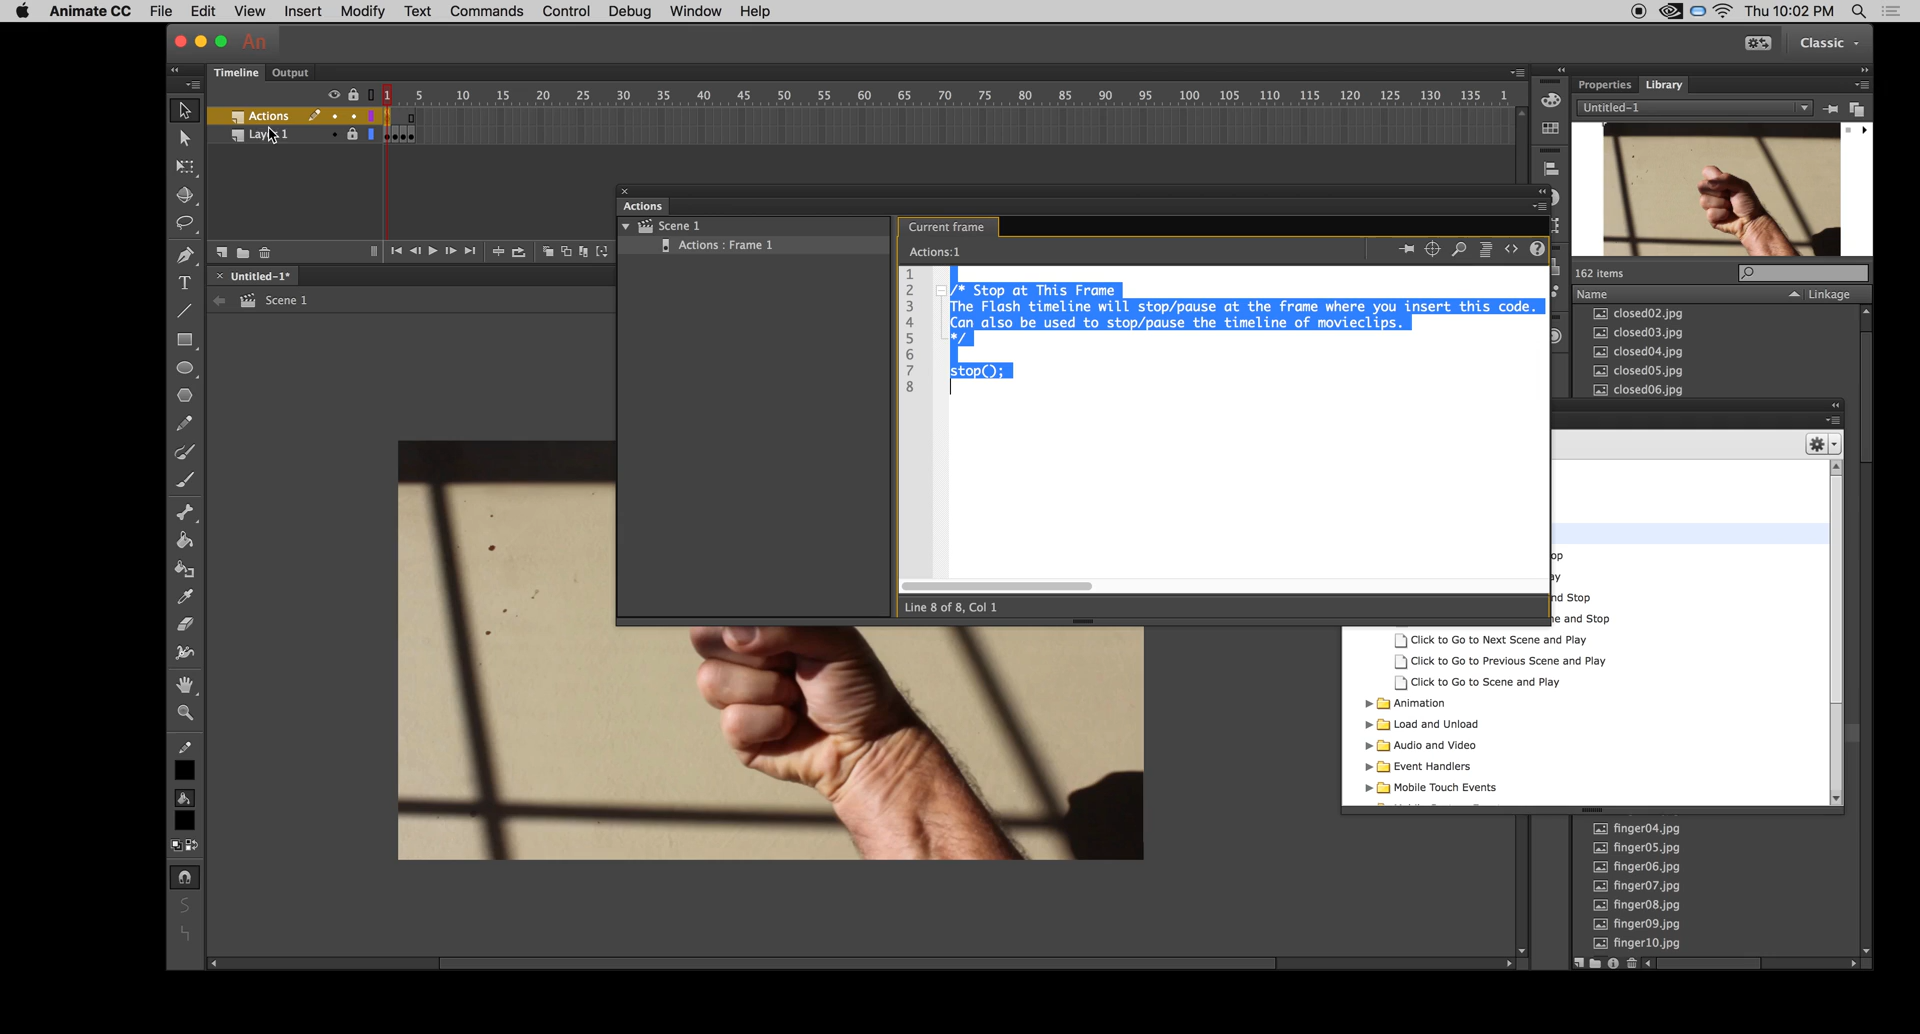 Animate CC File Edit View Insert Modify Text Commands Control Debug Window Help Thu 10:02 PM
An Classic
Timeline Output
1 5 10 15 20 25 30 35 40 45 50 55 60 65 70 75 80 85 90 95 100 105 110 115 120 125 130 135 1
Actions
Layer 1
Untitled-1*
Scene 1
Actions
Scene 1
Actions : Frame 1
Current frame
Actions:1
1
2 /* Stop at This Frame
3 The Flash timeline will stop/pause at the frame where you insert this code.
4 Can also be used to stop/pause the timeline of movieclips.
5 */
6
7 stop();
8
Line 8 of 8, Col 1
Properties Library
Untitled-1
162 items
Name Linkage
closed02.jpg
closed03.jpg
closed04.jpg
closed05.jpg
closed06.jpg
op
ay
nd Stop
e and Stop
Click to Go to Next Scene and Play
Click to Go to Previous Scene and Play
Click to Go to Scene and Play
Animation
Load and Unload
Audio and Video
Event Handlers
Mobile Touch Events
finger04.jpg
finger05.jpg
finger06.jpg
finger07.jpg
finger08.jpg
finger09.jpg
finger10.jpg